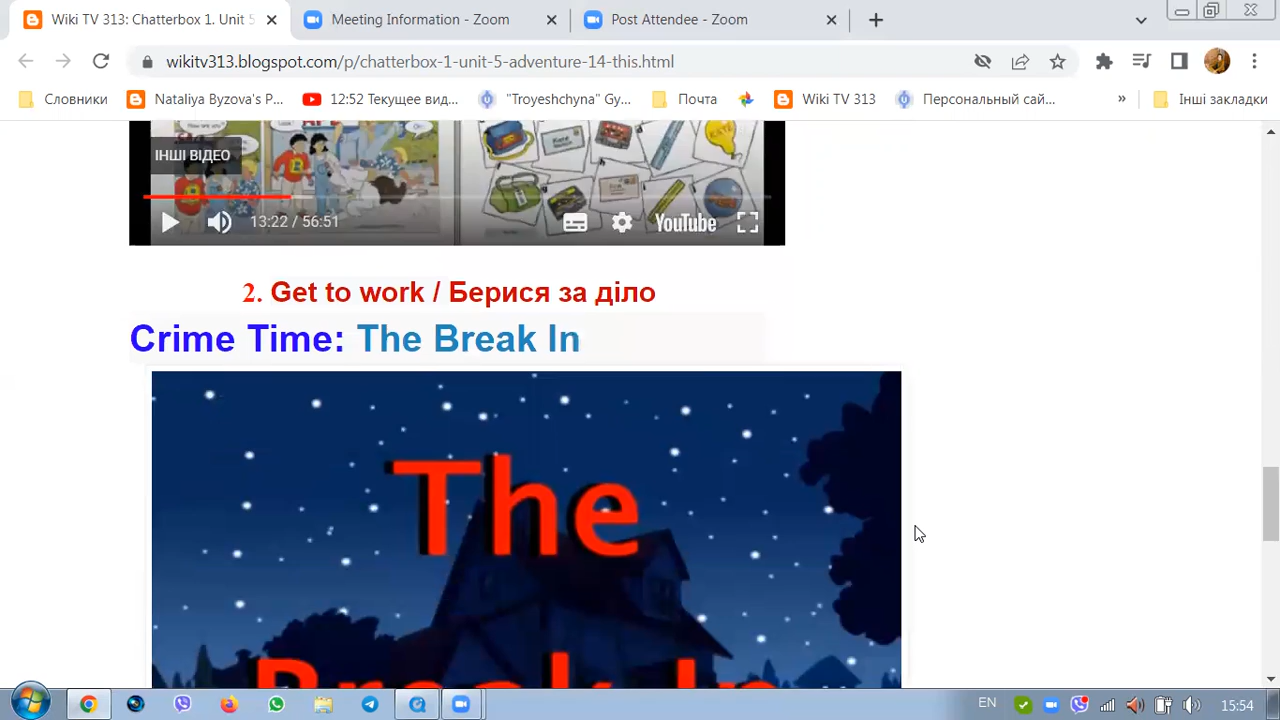 Wiki TV 313: Chatterbox 1. Unit 5
Meeting Information - Zoom
Post Attendee - Zoom
wikitv313.blogspot.com/p/chatterbox-1-unit-5-adventure-14-this.html
Словники
Nataliya Byzova's P...
12:52 Текущее вид...
"Troyeshchyna" Gy...
Почта
Wiki TV 313
Персональный сай...
»
Інші закладки
ІНШІ ВІДЕО
13:22 / 56:51
YouTube
2. Get to work / Берися за діло
Crime Time: The Break In
The
Break In
EN
15:54